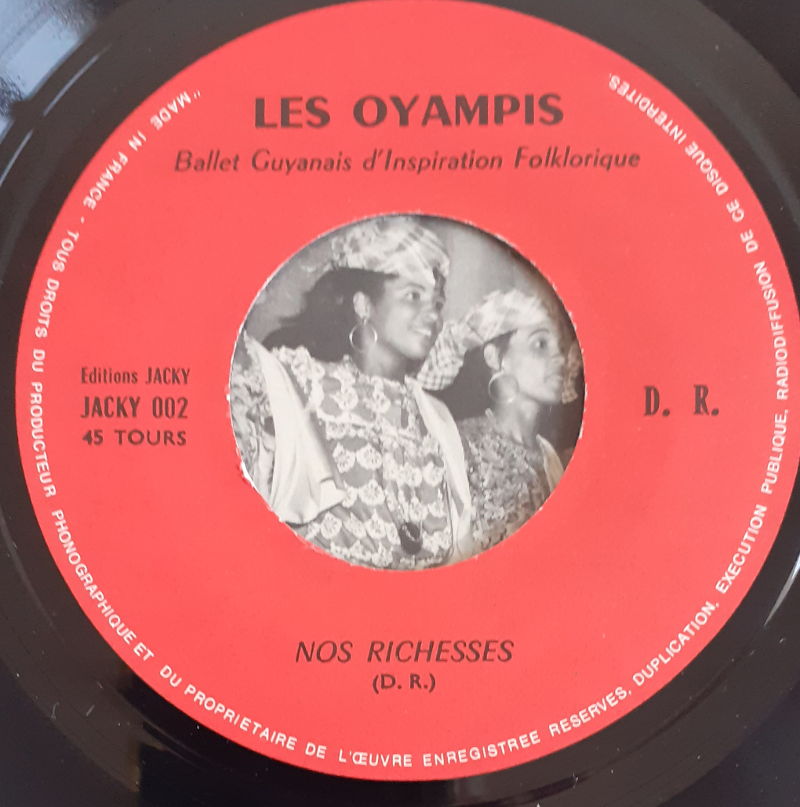 LES OYAMPIS
Ballet Guyanais d'Inspiration Folklorique
Editions JACKY
JACKY 002
45 TOURS
D. R.
NOS RICHESSES
(D. R.)
"MADE IN FRANCE - TOUS DROITS DU PRODUCTEUR PHONOGRAPHIQUE ET DU PROPRIETAIRE DE L'ŒUVRE ENREGISTREE RESERVES, DUPLICATION, EXECUTION PUBLIQUE, RADIODIFFUSION DE CE DISQUE INTERDITES.